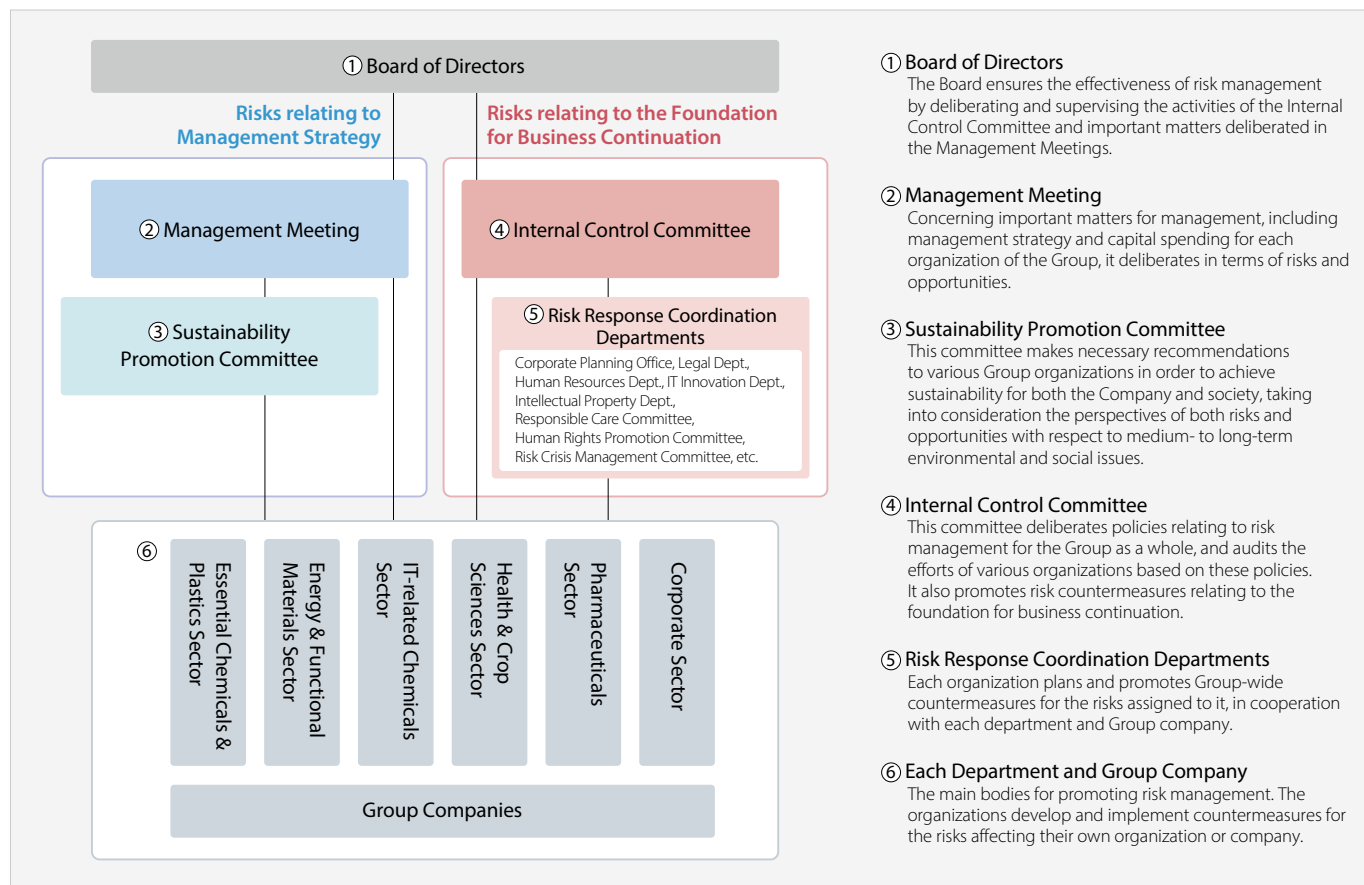 ① Board of Directors
Risks relating to
Management Strategy
Risks relating to the Foundation
for Business Continuation
② Management Meeting
③ Sustainability
Promotion Committee
④ Internal Control Committee
⑤ Risk Response Coordination
Departments
Corporate Planning Office, Legal Dept.,
Human Resources Dept., IT Innovation Dept.,
Intellectual Property Dept.,
Responsible Care Committee,
Human Rights Promotion Committee,
Risk Crisis Management Committee, etc.
⑥
Essential Chemicals &
Plastics Sector
Energy & Functional
Materials Sector
IT-related Chemicals
Sector
Health & Crop
Sciences Sector
Pharmaceuticals
Sector
Corporate Sector
Group Companies
① Board of Directors
The Board ensures the effectiveness of risk management
by deliberating and supervising the activities of the Internal
Control Committee and important matters deliberated in
the Management Meetings.
② Management Meeting
Concerning important matters for management, including
management strategy and capital spending for each
organization of the Group, it deliberates in terms of risks and
opportunities.
③ Sustainability Promotion Committee
This committee makes necessary recommendations
to various Group organizations in order to achieve
sustainability for both the Company and society, taking
into consideration the perspectives of both risks and
opportunities with respect to medium- to long-term
environmental and social issues.
④ Internal Control Committee
This committee deliberates policies relating to risk
management for the Group as a whole, and audits the
efforts of various organizations based on these policies.
It also promotes risk countermeasures relating to the
foundation for business continuation.
⑤ Risk Response Coordination Departments
Each organization plans and promotes Group-wide
countermeasures for the risks assigned to it, in cooperation
with each department and Group company.
⑥ Each Department and Group Company
The main bodies for promoting risk management. The
organizations develop and implement countermeasures for
the risks affecting their own organization or company.